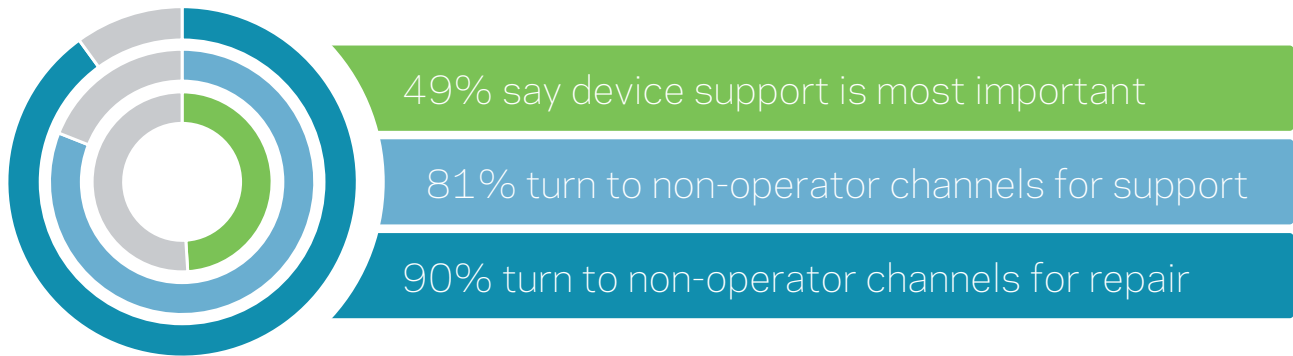 49% say device support is most important
81% turn to non-operator channels for support
90% turn to non-operator channels for repair